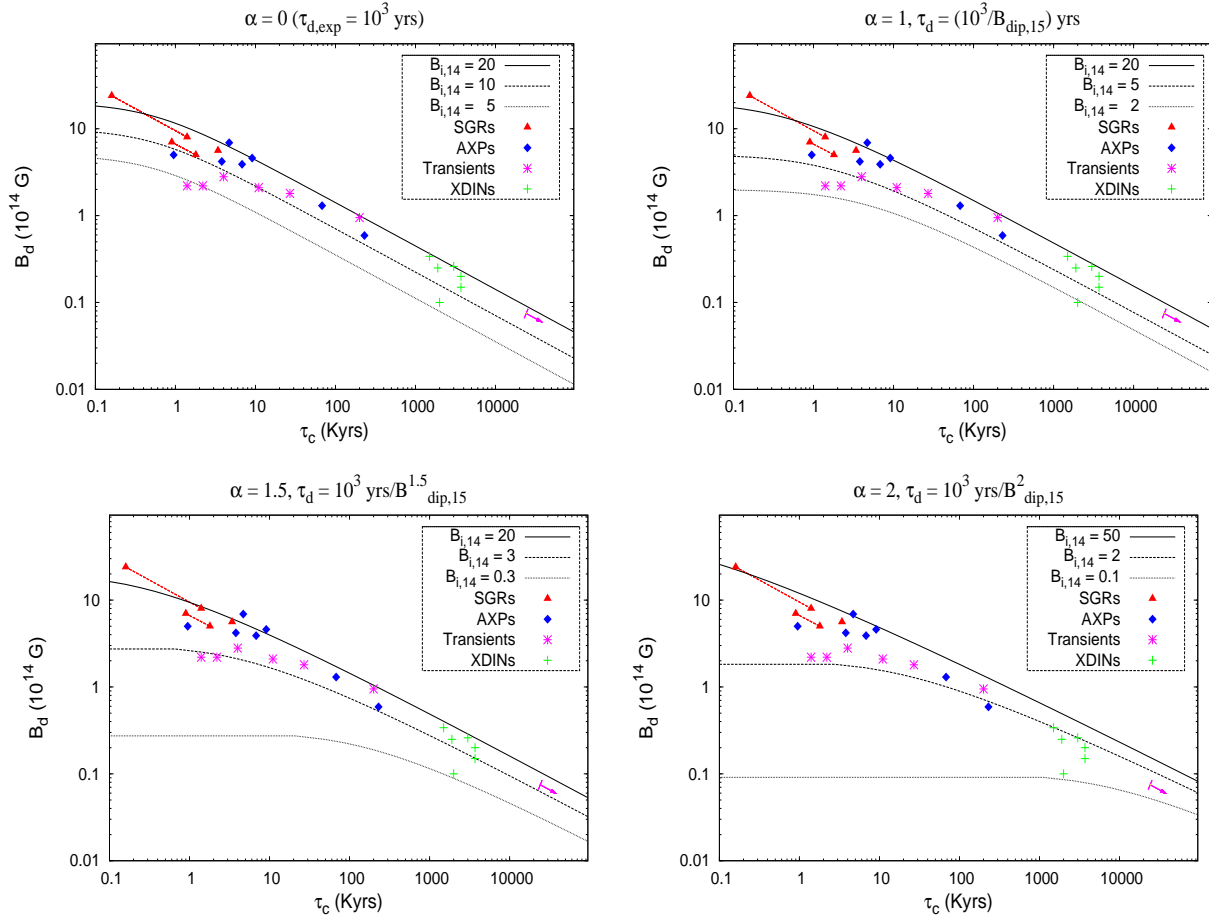 α = 0 (τd,exp = 10³ yrs)
Bi,14 = 20
Bi,14 = 10
Bi,14 = 5
SGRs
AXPs
Transients
XDINs
10
1
0.1
0.01
Bd (10¹⁴ G)
0.1 1 10 100 1000 10000
τc (Kyrs)
α = 1, τd = (10³/Bdip,15) yrs
Bi,14 = 20
Bi,14 = 5
Bi,14 = 2
SGRs
AXPs
Transients
XDINs
10
1
0.1
0.01
Bd (10¹⁴ G)
0.1 1 10 100 1000 10000
τc (Kyrs)
α = 1.5, τd = 10³ yrs/B¹·⁵dip,15
Bi,14 = 20
Bi,14 = 3
Bi,14 = 0.3
SGRs
AXPs
Transients
XDINs
10
1
0.1
0.01
Bd (10¹⁴ G)
0.1 1 10 100 1000 10000
τc (Kyrs)
α = 2, τd = 10³ yrs/B²dip,15
Bi,14 = 50
Bi,14 = 2
Bi,14 = 0.1
SGRs
AXPs
Transients
XDINs
10
1
0.1
0.01
Bd (10¹⁴ G)
0.1 1 10 100 1000 10000
τc (Kyrs)